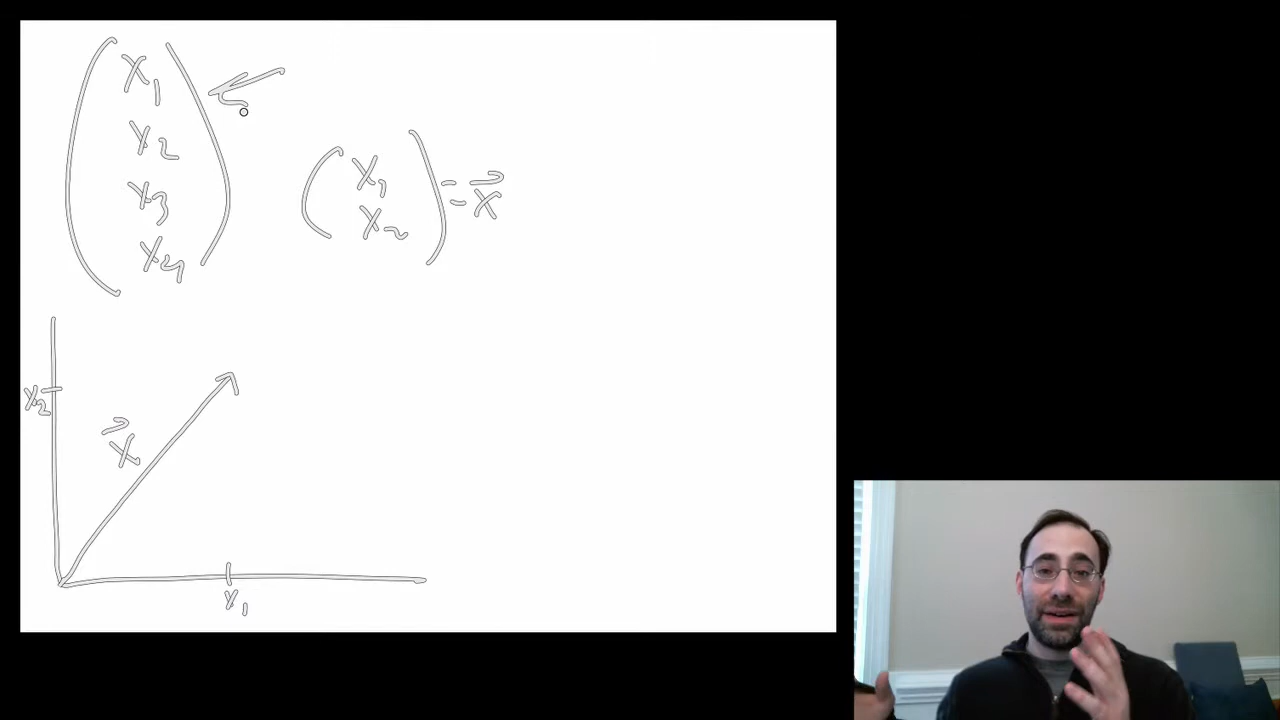 x₁
x₂
x₃
x₄
x₁
x₂
= x⃗
x₂
x⃗
x₁